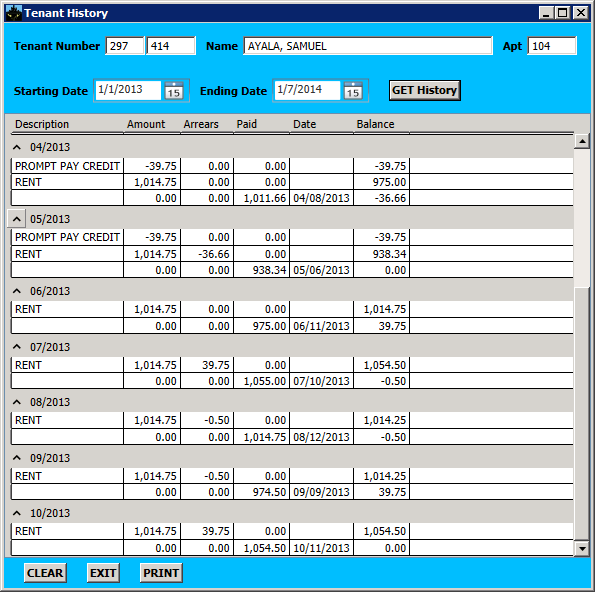 Tenant History
Tenant Number 297 414 Name AYALA, SAMUEL Apt 104
Starting Date 1/1/2013 15 Ending Date 1/7/2014 15 GET History
Description Amount Arrears Paid Date Balance
04/2013
PROMPT PAY CREDIT -39.75 0.00 0.00 -39.75
RENT 1,014.75 0.00 0.00 975.00
0.00 0.00 1,011.66 04/08/2013 -36.66
05/2013
PROMPT PAY CREDIT -39.75 0.00 0.00 -39.75
RENT 1,014.75 -36.66 0.00 938.34
0.00 0.00 938.34 05/06/2013 0.00
06/2013
RENT 1,014.75 0.00 0.00 1,014.75
0.00 0.00 975.00 06/11/2013 39.75
07/2013
RENT 1,014.75 39.75 0.00 1,054.50
0.00 0.00 1,055.00 07/10/2013 -0.50
08/2013
RENT 1,014.75 -0.50 0.00 1,014.25
0.00 0.00 1,014.75 08/12/2013 -0.50
09/2013
RENT 1,014.75 -0.50 0.00 1,014.25
0.00 0.00 974.50 09/09/2013 39.75
10/2013
RENT 1,014.75 39.75 0.00 1,054.50
0.00 0.00 1,054.50 10/11/2013 0.00
CLEAR EXIT PRINT